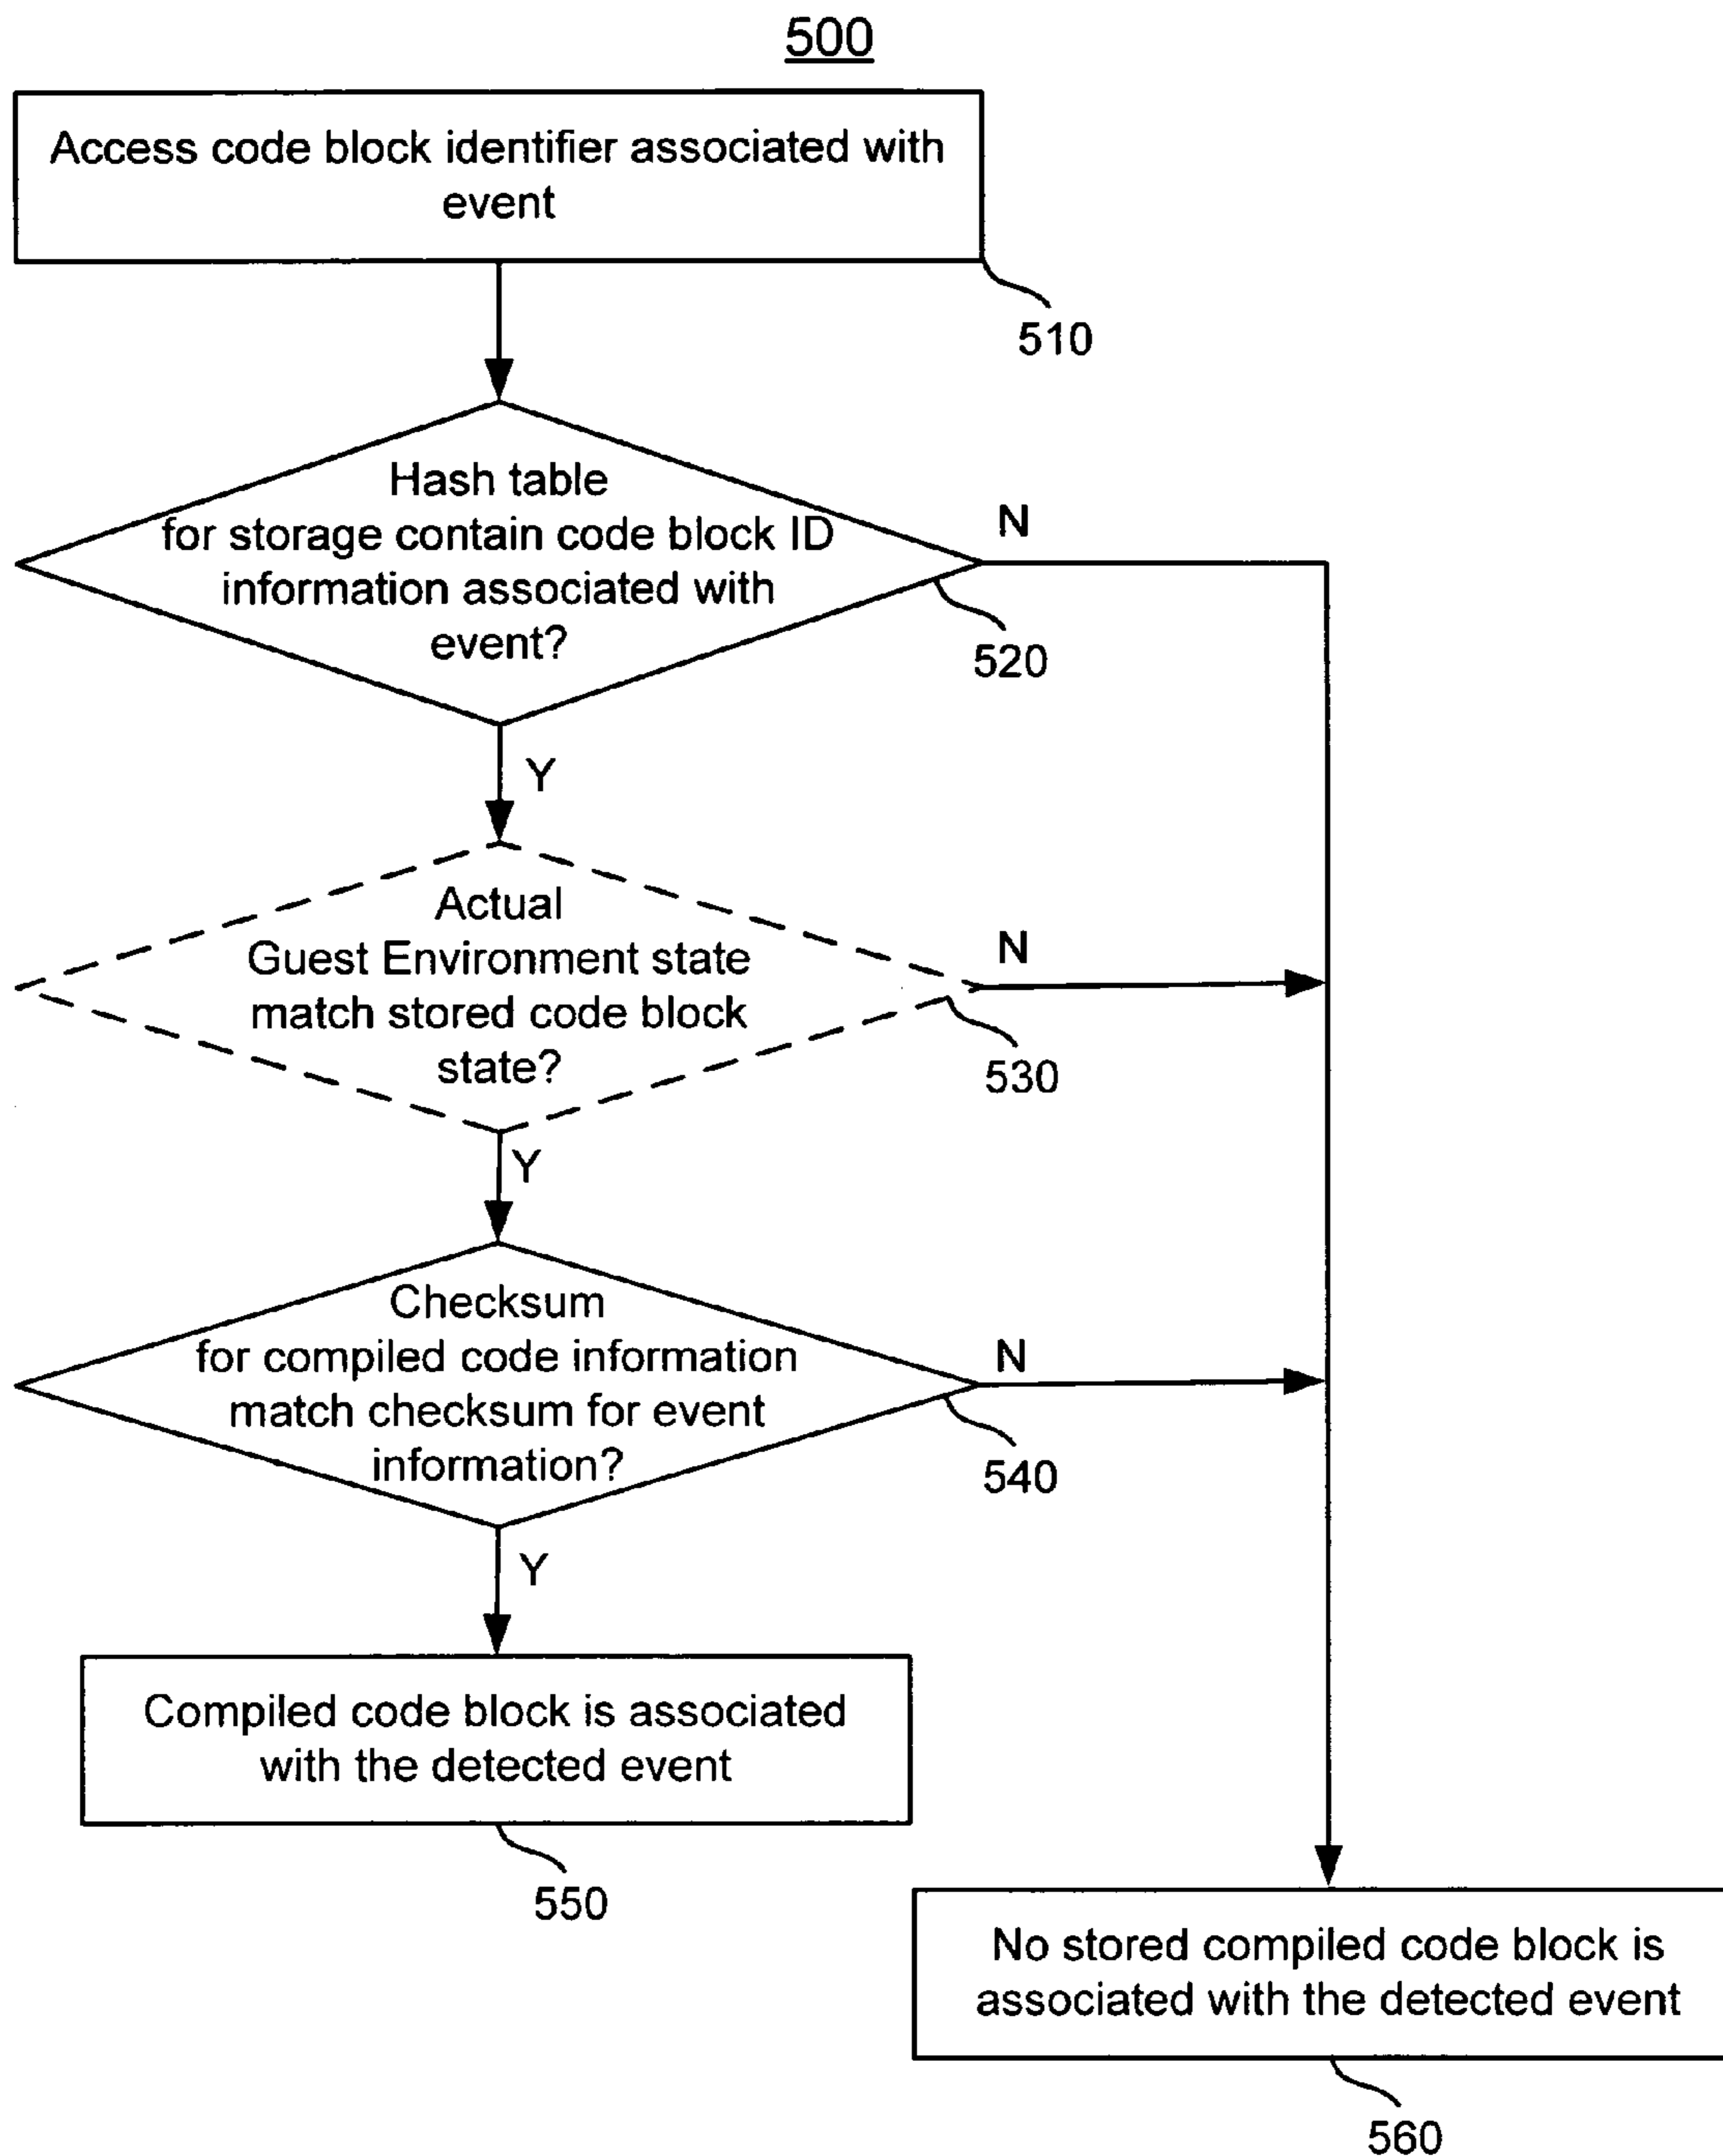 500
Access code block identifier associated with
event
510
Hash table
for storage contain code block ID
information associated with
event?
N
520
Y
Actual
Guest Environment state
match stored code block
state?
N
530
Y
Checksum
for compiled code information
match checksum for event
information?
N
540
Y
Compiled code block is associated
with the detected event
550
No stored compiled code block is
associated with the detected event
560